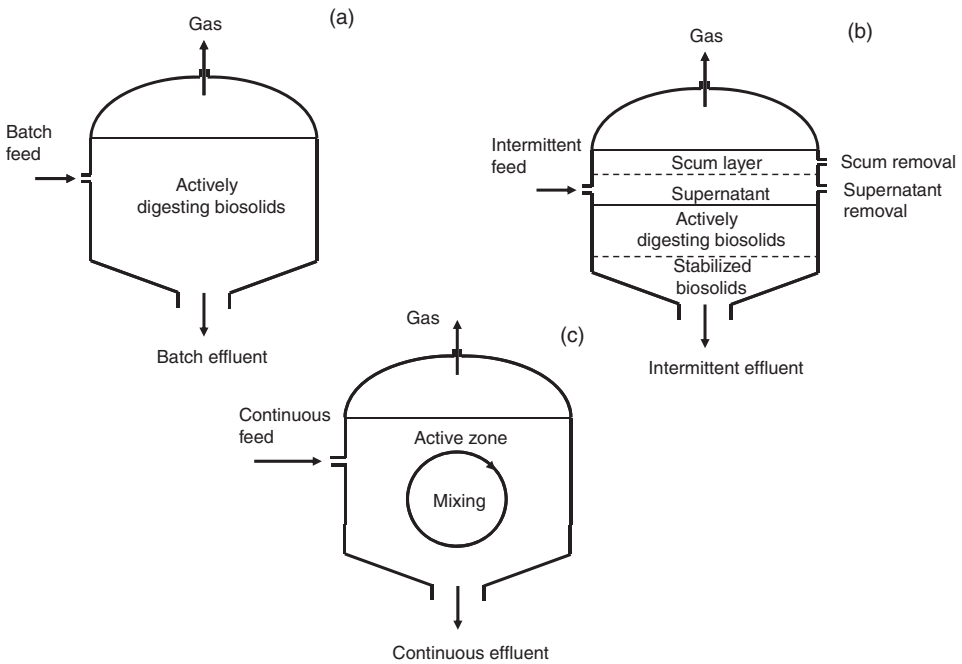 (a)
Gas
Batch
feed
Actively
digesting biosolids
Batch effluent
(b)
Gas
Intermittent
feed
Scum layer
Scum removal
Supernatant
Supernatant
removal
Actively
digesting biosolids
Stabilized
biosolids
Intermittent effluent
(c)
Gas
Continuous
feed
Active zone
Mixing
Continuous effluent